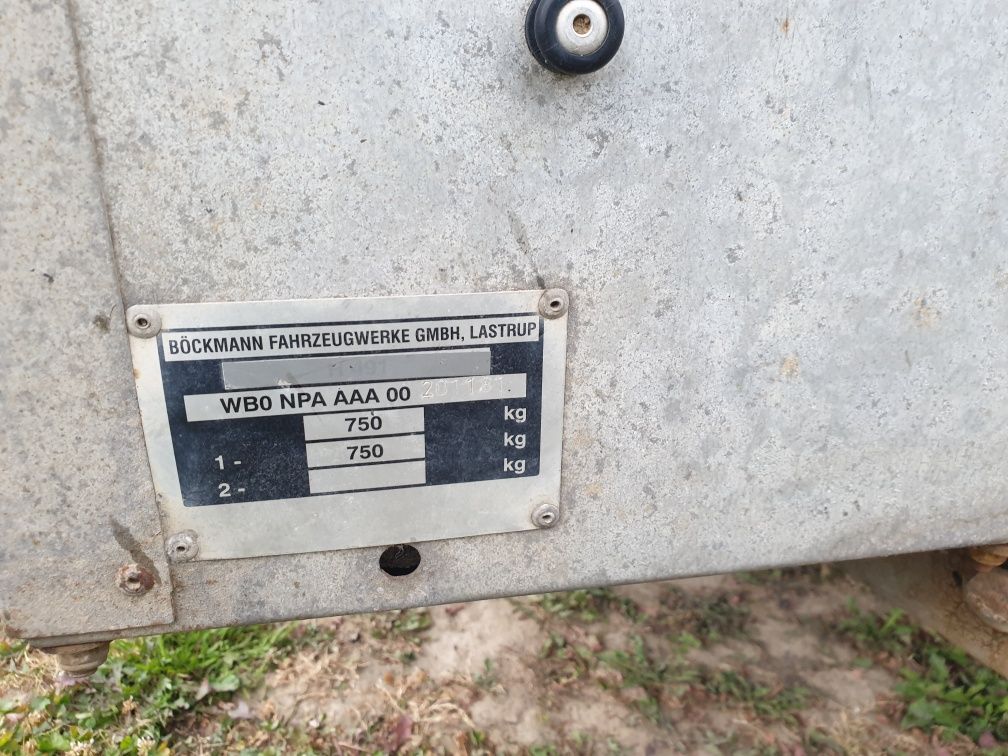 BÖCKMANN FAHRZEUGWERKE GMBH, LASTRUP
WB0 NPA AAA 00
750 kg
1 - 750 kg
2 - kg